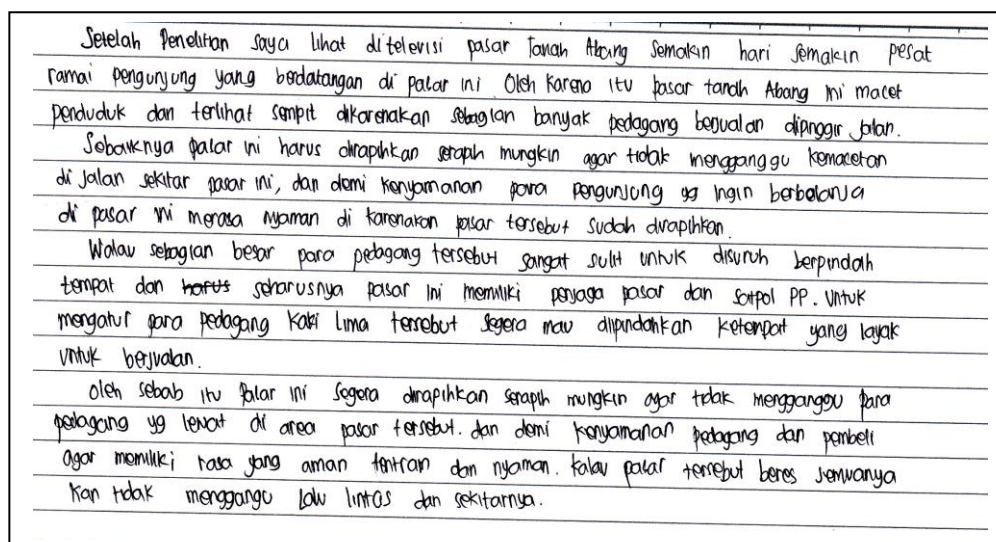 Setelah Penelitian saya lihat ditelevisi pasar Tanah Abang semakin hari semakin pesat
ramai pengunjung yang berdatangan di pasar ini Oleh karena itu pasar tanah Abang ini macet
penduduk dan terlihat sempit dikarenakan sebagian banyak pedagang berjualan dipinggir jalan.
Sebaiknya pasar ini harus dirapihkan serapih mungkin agar tidak mengganggu kemacetan
di jalan sekitar pasar ini, dan demi kenyamanan para pengunjung yg ingin berbelanja
di pasar ini merasa nyaman di karenakan pasar tersebut sudah dirapihkan.
Walau sebagian besar para pedagang tersebut sangat sulit untuk disuruh berpindah
tempat dan harus seharusnya pasar ini memiliki penjaga pasar dan satpol PP. Untuk
mengatur para pedagang kaki lima tersebut segera mau dipindahkan ketempat yang layak
untuk berjualan.
Oleh sebab itu pasar ini segera dirapihkan serapih mungkin agar tidak mengganggu para
pedagang yg lewat di area pasar tersebut. dan demi kenyamanan pedagang dan pembeli
agar memiliki rasa yang aman tentram dan nyaman. kalau pasar tersebut beres semuanya
kan tidak menggangu lalu lintas dan sekitarnya.